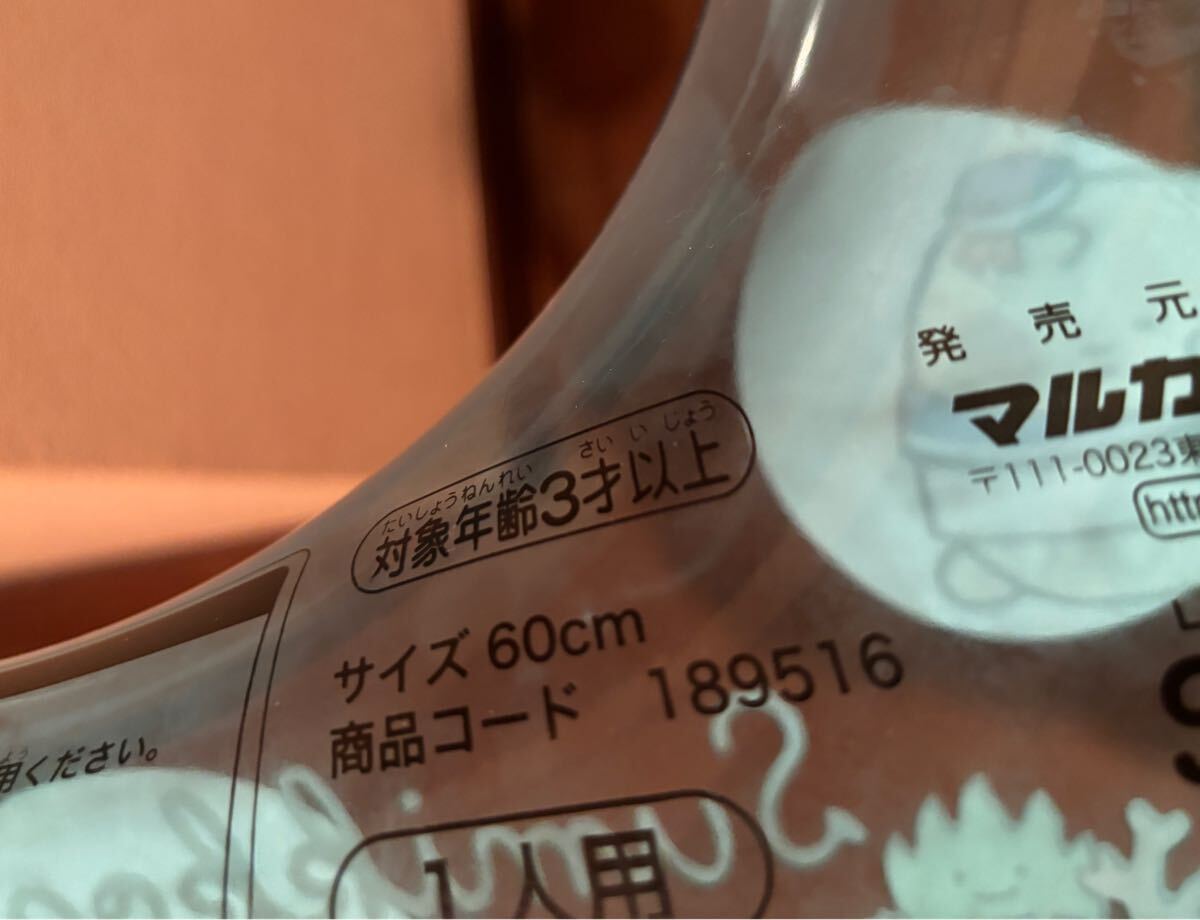 発売元
マルカ
〒111-0023東
htt
たいしょうねんれい さい い じょう
対象年齢3才以上
サイズ 60cm
商品コード 189516
用ください。
1人用
Sumikko